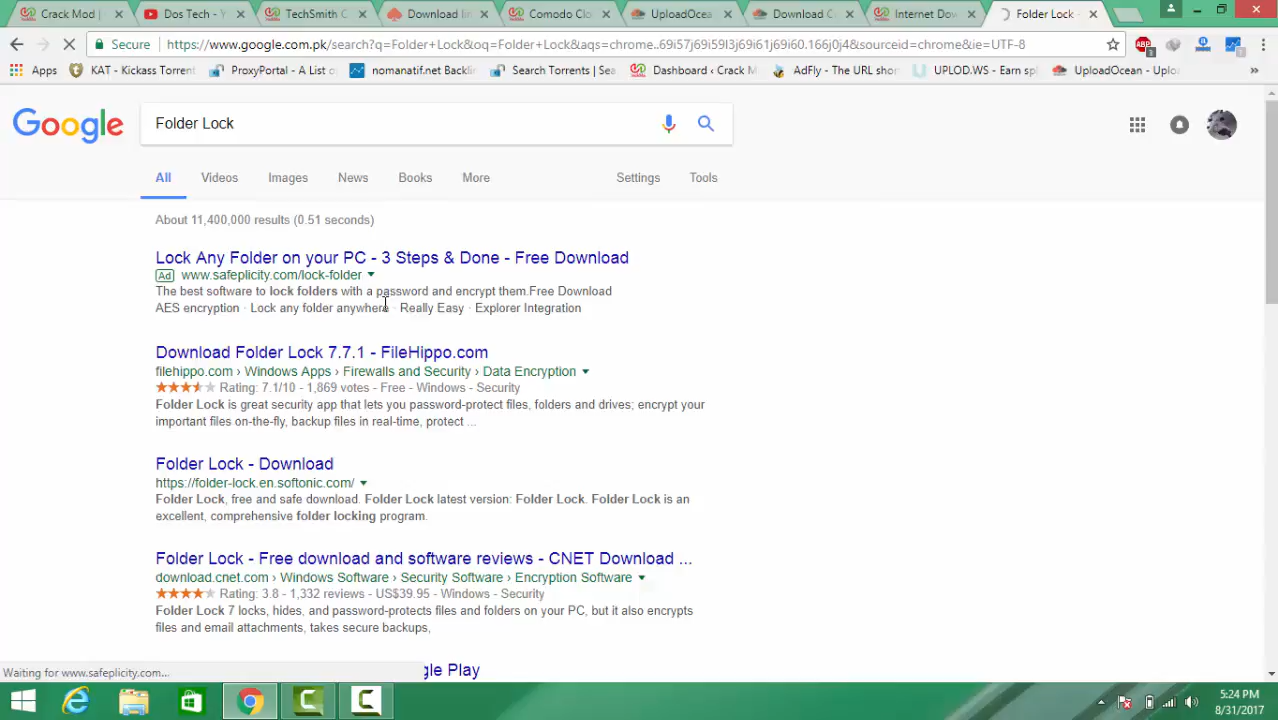 Crack Mod |
Dos Tech - Y
TechSmith C
Download lin
Comodo Clo
UploadOcea
Download C
Internet Dow
Folder Lock -
Secure
https://www.google.com.pk/search?q=Folder+lock&oq=Folder+Lock&aqs=chrome..69i57j69i59l3j69i61j69i60.166j0j4&sourceid=chrome&ie=UTF-8
Apps
KAT - Kickass Torrent
ProxyPortal - A List o
nomanatif.net Backlin
Search Torrents | Sea
Dashboard ‹ Crack M
AdFly - The URL shor
UPLOD.WS - Earn spl
UploadOcean - Uploa
»
Google
Folder Lock
All
Videos
Images
News
Books
More
Settings
Tools
About 11,400,000 results (0.51 seconds)
Lock Any Folder on your PC - 3 Steps & Done - Free Download
Ad www.safeplicity.com/lock-folder
The best software to lock folders with a password and encrypt them.Free Download
AES encryption · Lock any folder anywhere · Really Easy · Explorer Integration
Download Folder Lock 7.7.1 - FileHippo.com
filehippo.com › Windows Apps › Firewalls and Security › Data Encryption
Rating: 7.1/10 - 1,869 votes - Free - Windows - Security
Folder Lock is great security app that lets you password-protect files, folders and drives; encrypt your
important files on-the-fly, backup files in real-time, protect ...
Folder Lock - Download
https://folder-lock.en.softonic.com/
Folder Lock, free and safe download. Folder Lock latest version: Folder Lock. Folder Lock is an
excellent, comprehensive folder locking program.
Folder Lock - Free download and software reviews - CNET Download ...
download.cnet.com › Windows Software › Security Software › Encryption Software
Rating: 3.8 - 1,332 reviews - US$39.95 - Windows - Security
Folder Lock 7 locks, hides, and password-protects files and folders on your PC, but it also encrypts
files and email attachments, takes secure backups,
gle Play
Waiting for www.safeplicity.com...
5:24 PM
8/31/2017